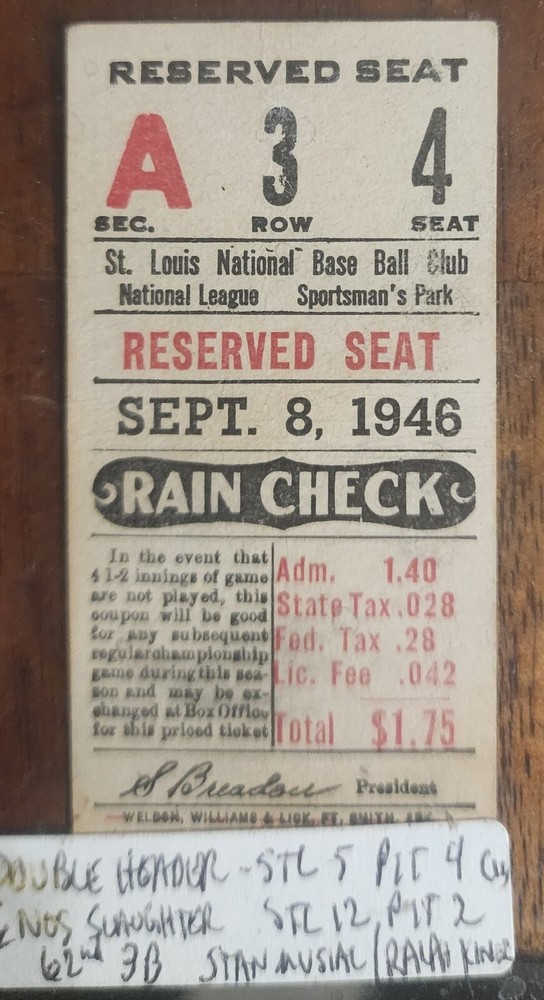 RESERVED SEAT
A 3 4
SEC. ROW SEAT
St. Louis National Base Ball Club
National League Sportsman's Park
RESERVED SEAT
SEPT. 8, 1946
RAIN CHECK
In the event that
4 1-2 innings of game
are not played, this
coupon will be good
for any subsequent
regular championship
game during this sea-
son and may be ex-
changed at Box Office
for this priced ticket
Adm. 1.40
State Tax .028
Fed. Tax .28
Lic. Fee .042
Total $1.75
S Breadon President
WELDON, WILLIAMS & LICK, FT. SMITH, ARK
DOUBLE HEADER - STL 5 PIT 4
ENOS SLAUGHTER STL 12, PIT 2
62nd 3B STAN MUSIAL / RALPH KINER